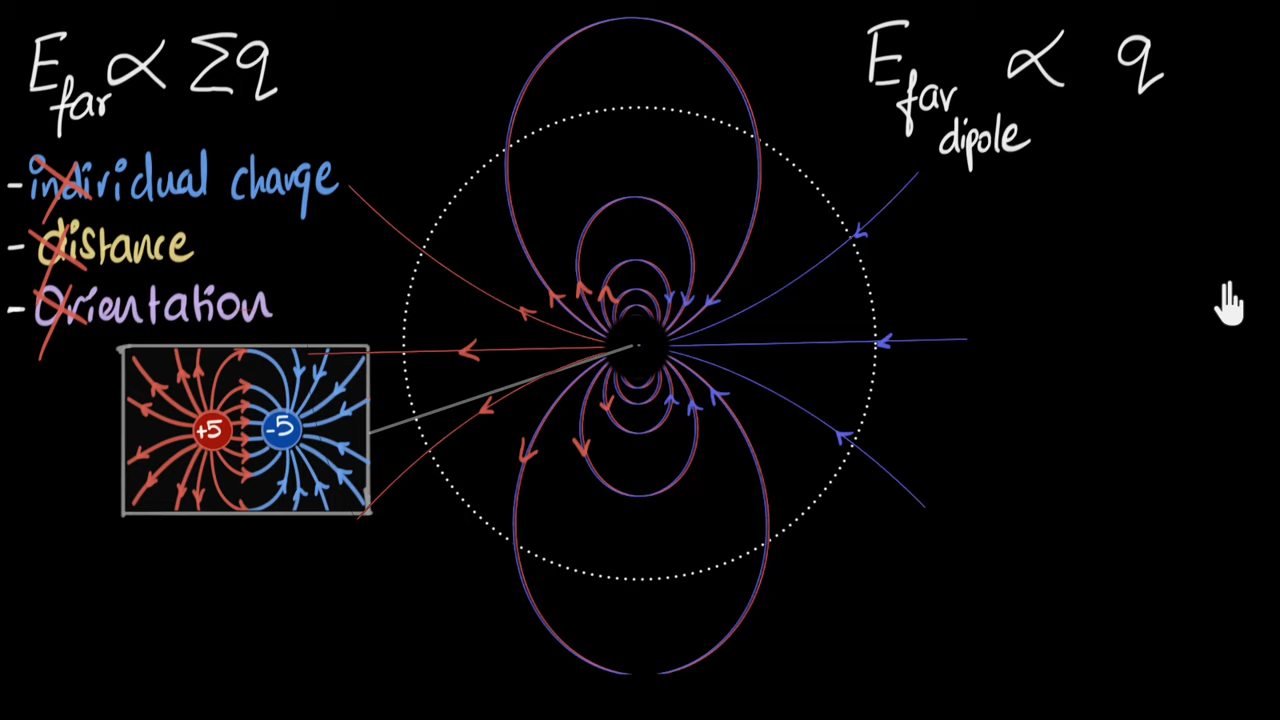 E far ∝ Σq
- individual charge
- distance
- Orientation
+5 -5
E far dipole ∝ q